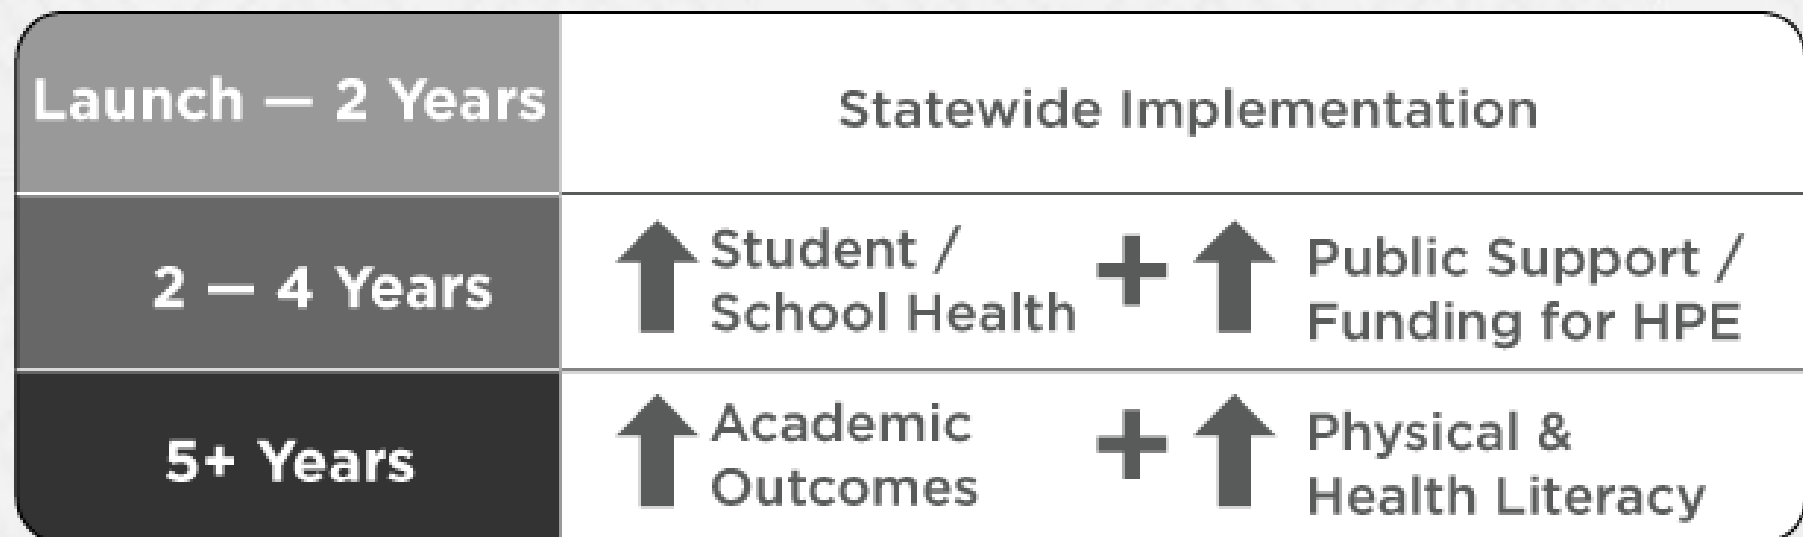 Launch — 2 Years
Statewide Implementation
2 — 4 Years
Student /
School Health
+
Public Support /
Funding for HPE
5+ Years
Academic
Outcomes
+
Physical &
Health Literacy